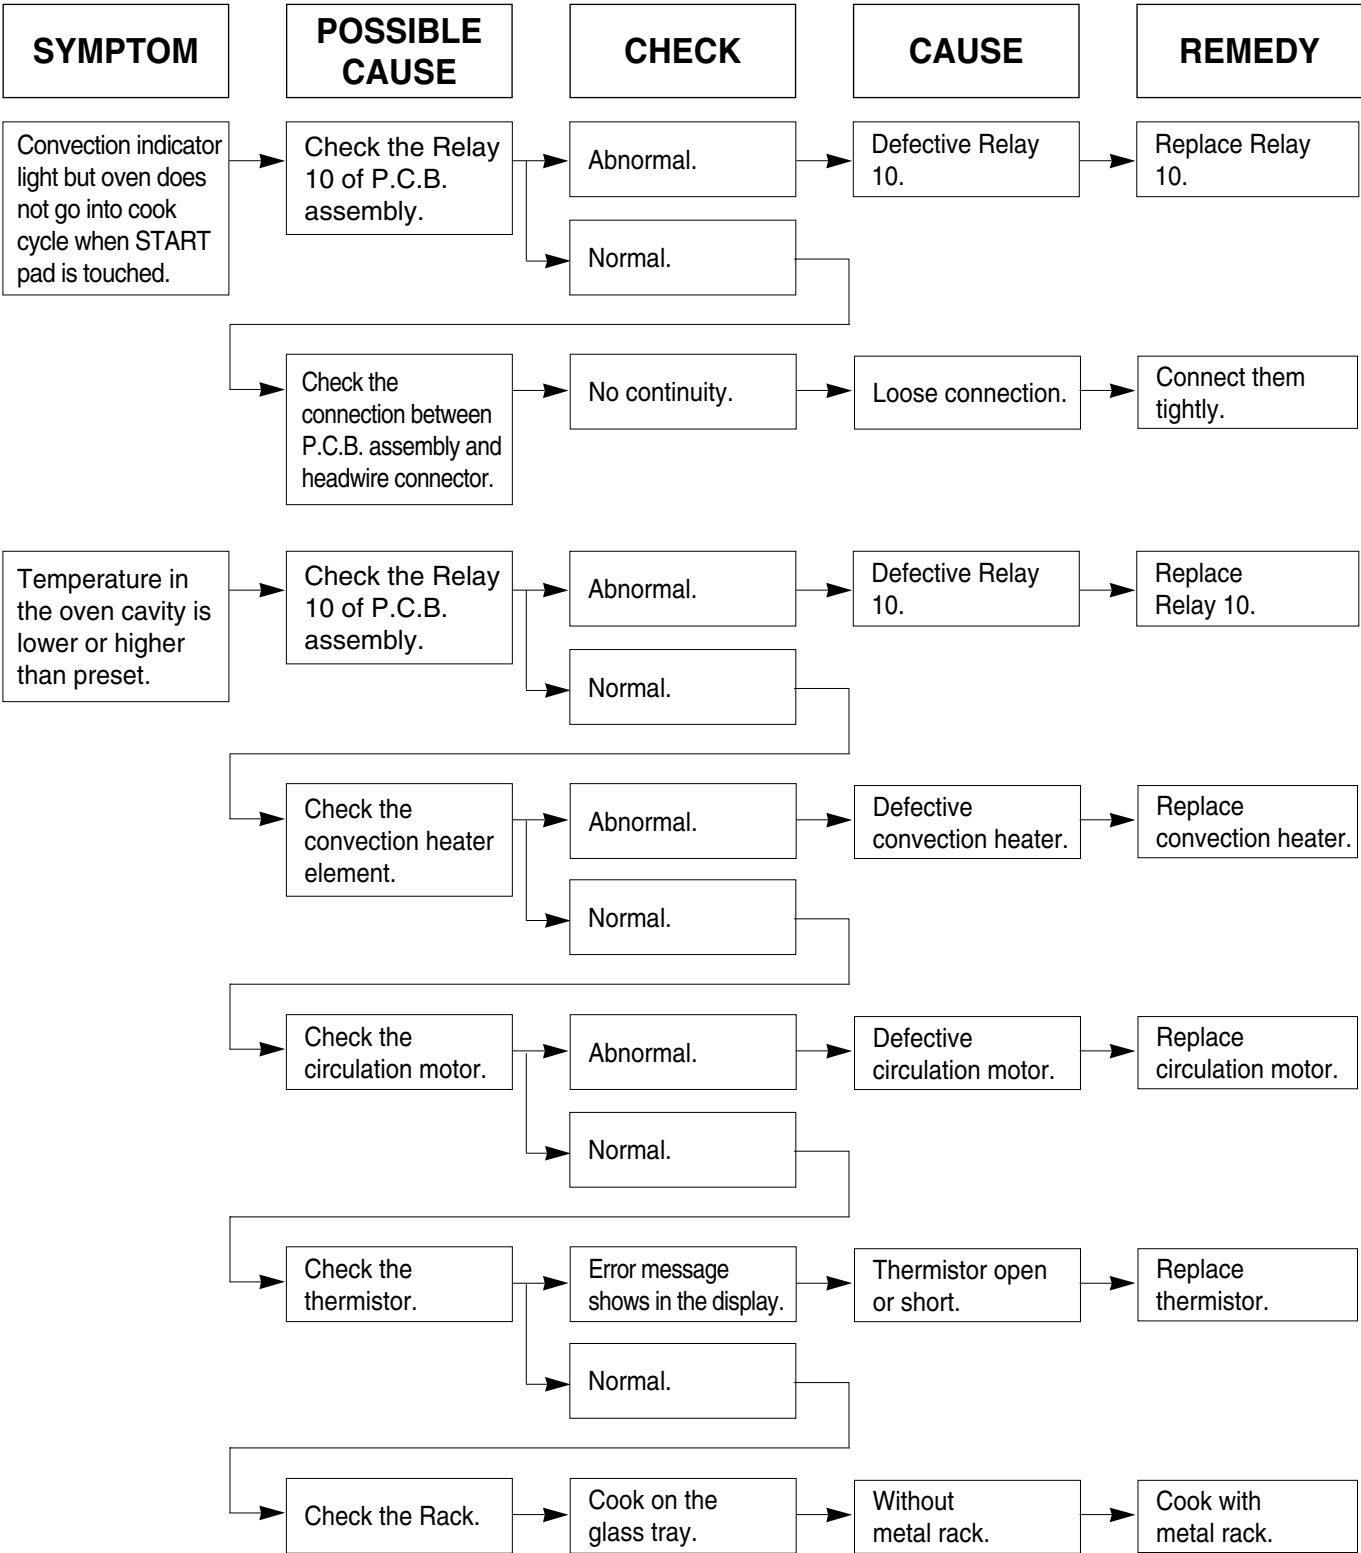 SYMPTOM
POSSIBLE
CAUSE
CHECK
CAUSE
REMEDY
Convection indicator
light but oven does
not go into cook
cycle when START
pad is touched.
Check the Relay
10 of P.C.B.
assembly.
Abnormal.
Defective Relay
10.
Replace Relay
10.
Normal.
Check the
connection between
P.C.B. assembly and
headwire connector.
No continuity.
Loose connection.
Connect them
tightly.
Temperature in
the oven cavity is
lower or higher
than preset.
Check the Relay
10 of P.C.B.
assembly.
Abnormal.
Defective Relay
10.
Replace
Relay 10.
Normal.
Check the
convection heater
element.
Abnormal.
Defective
convection heater.
Replace
convection heater.
Normal.
Check the
circulation motor.
Abnormal.
Defective
circulation motor.
Replace
circulation motor.
Normal.
Check the
thermistor.
Error message
shows in the display.
Thermistor open
or short.
Replace
thermistor.
Normal.
Check the Rack.
Cook on the
glass tray.
Without
metal rack.
Cook with
metal rack.